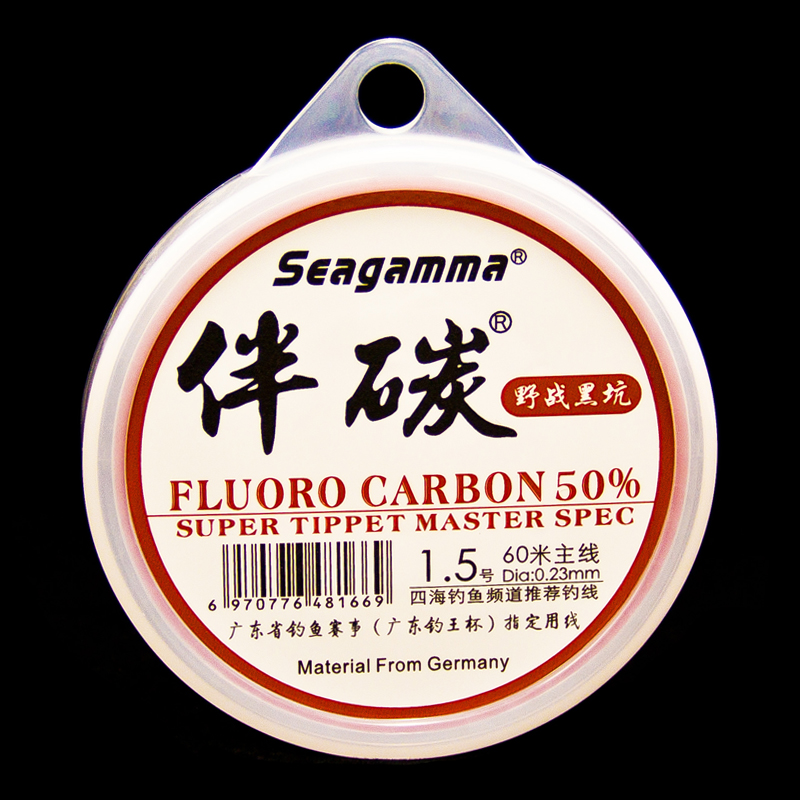 Seagamma®
伴碳®
野战黑坑
FLUORO CARBON 50%
SUPER TIPPET MASTER SPEC
1.5号 60米主线
Dia:0.23mm
四海钓鱼频道推荐钓线
6 970776 481669
广东省钓鱼赛事（广东钓王杯）指定用线
Material From Germany